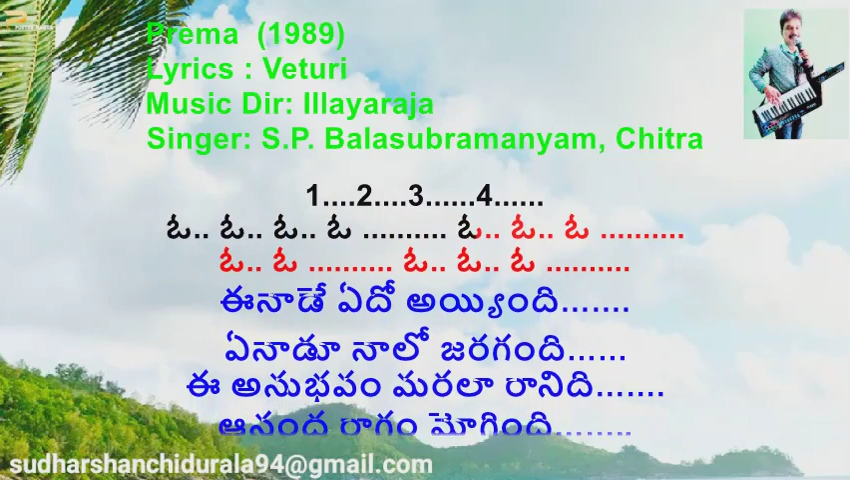 Prema (1989)
Lyrics : Veturi
Music Dir: Illayaraja
Singer: S.P. Balasubramanyam, Chitra
1....2....3......4......
ఓ.. ఓ.. ఓ.. ఓ .......... ఓ.. ఓ.. ఓ ..........
ఓ.. ఓ .......... ఓ.. ఓ.. ఓ ..........
ఈనాడే ఏదో అయ్యింది.......
ఏనాడూ నాలో జరగంది......
ఈ అనుభవం మరలా రానిది.......
ఆనంద రాగం మోగింది........
sudharshanchidurala94@gmail.com